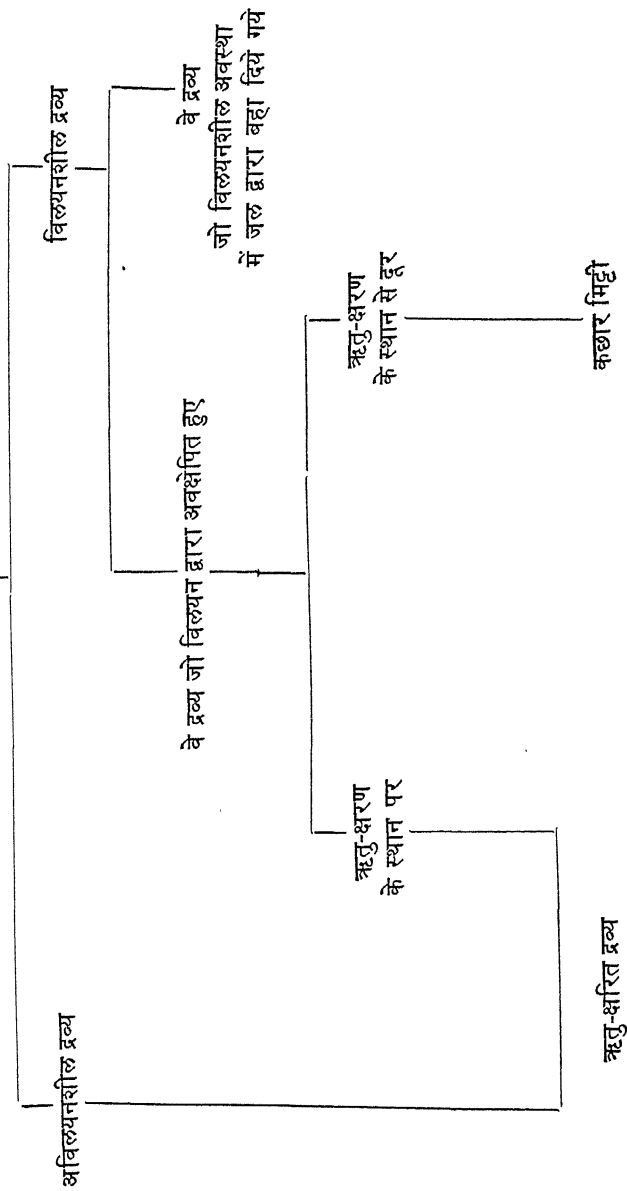 अविलयनशील द्रव्य
विलयनशील द्रव्य
वे द्रव्य जो विलयन द्वारा अवक्षेपित हुए
वे द्रव्य
जो विलयनशील अवस्था
में जल द्वारा बहा दिये गये
ऋतु-क्षरण
के स्थान पर
ऋतु-क्षरण
के स्थान से दूर
ऋतु-क्षरित द्रव्य
कछार मिट्टी